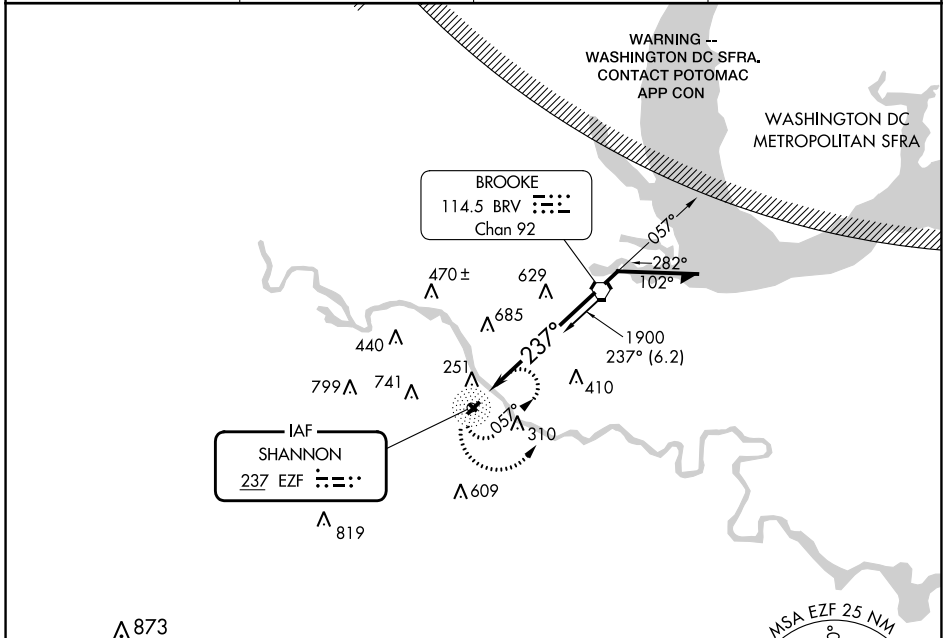 WARNING --
WASHINGTON DC SFRA.
CONTACT POTOMAC
APP CON
WASHINGTON DC
METROPOLITAN SFRA
BROOKE
114.5 BRV
Chan 92
057°
282°
102°
470 ±
629
685
1900
237° (6.2)
237°
440
251
799
741
410
057°
310
IAF
SHANNON
237 EZF
609
819
873
MSA EZF 25 NM